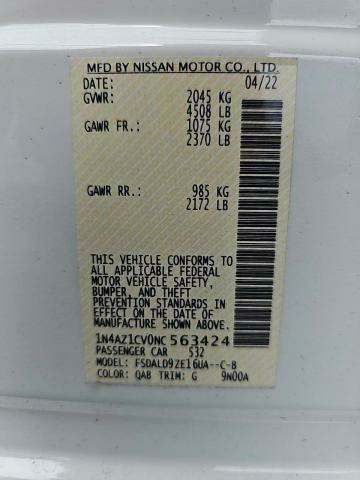 MFD BY NISSAN MOTOR CO., LTD.
DATE: 04/22
GVWR: 2045 KG
4508 LB
GAWR FR.: 1075 KG
2370 LB
GAWR RR.: 985 KG
2172 LB
THIS VEHICLE CONFORMS TO
ALL APPLICABLE FEDERAL
MOTOR VEHICLE SAFETY,
BUMPER, AND THEFT
PREVENTION STANDARDS IN
EFFECT ON THE DATE OF
MANUFACTURE SHOWN ABOVE.
1N4AZ1CV0NC563424
PASSENGER CAR 532
MODEL: FSDALD9ZE16UA--C-B
COLOR: QAB TRIM: G 9N00A